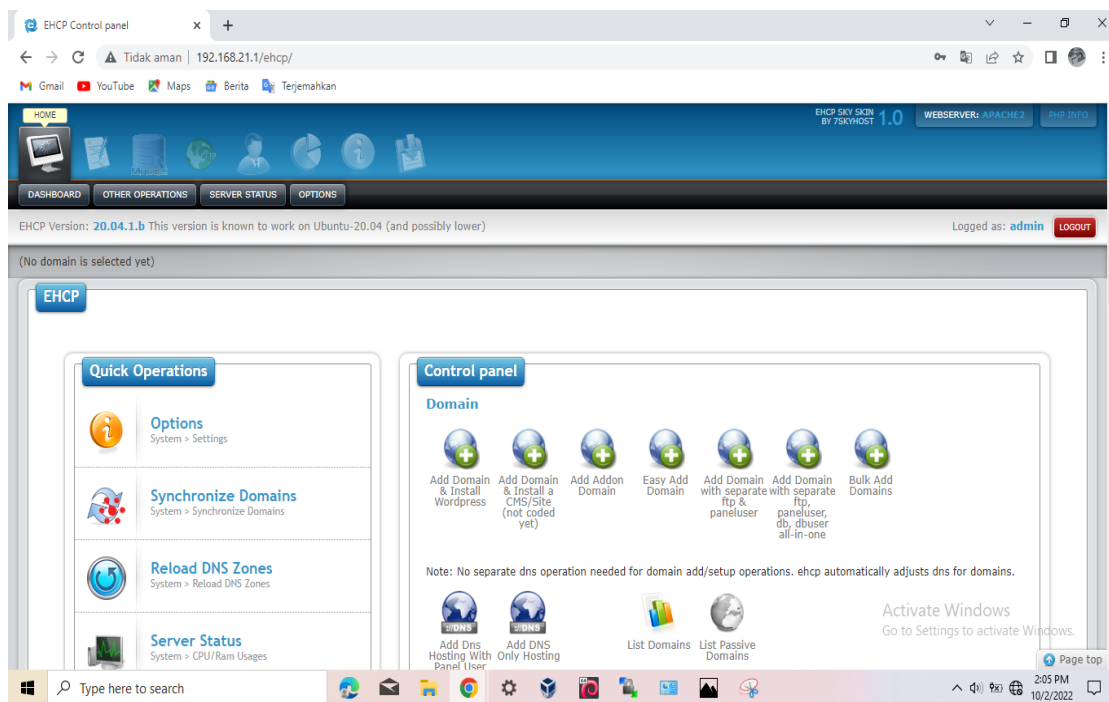 EHCP Control panel
Tidak aman | 192.168.21.1/ehcp/
Gmail YouTube Maps Berita Terjemahkan
HOME
EHCP SKY SKIN
BY 7SKYHOST
1.0
WEBSERVER: APACHE2
PHP INFO
FTP
DASHBOARD OTHER OPERATIONS SERVER STATUS OPTIONS
EHCP Version: 20.04.1.b This version is known to work on Ubuntu-20.04 (and possibly lower)
Logged as: admin LOGOUT
(No domain is selected yet)
EHCP
Quick Operations
Options
System > Settings
Synchronize Domains
System > Synchronize Domains
Reload DNS Zones
System > Reload DNS Zones
Server Status
System > CPU/Ram Usages
Control panel
Domain
Add Domain
& Install
Wordpress
Add Domain
& Install a
CMS/Site
(not coded
yet)
Add Addon
Domain
Easy Add
Domain
Add Domain
with separate
ftp &
paneluser
Add Domain
with separate
ftp,
paneluser,
db, dbuser
all-in-one
Bulk Add
Domains
Note: No separate dns operation needed for domain add/setup operations. ehcp automatically adjusts dns for domains.
://DNS
Add Dns
Hosting With
Panel User
://DNS
Add DNS
Only Hosting
List Domains
List Passive
Domains
Activate Windows
Go to Settings to activate Windows.
Page top
Type here to search
2:05 PM
10/2/2022